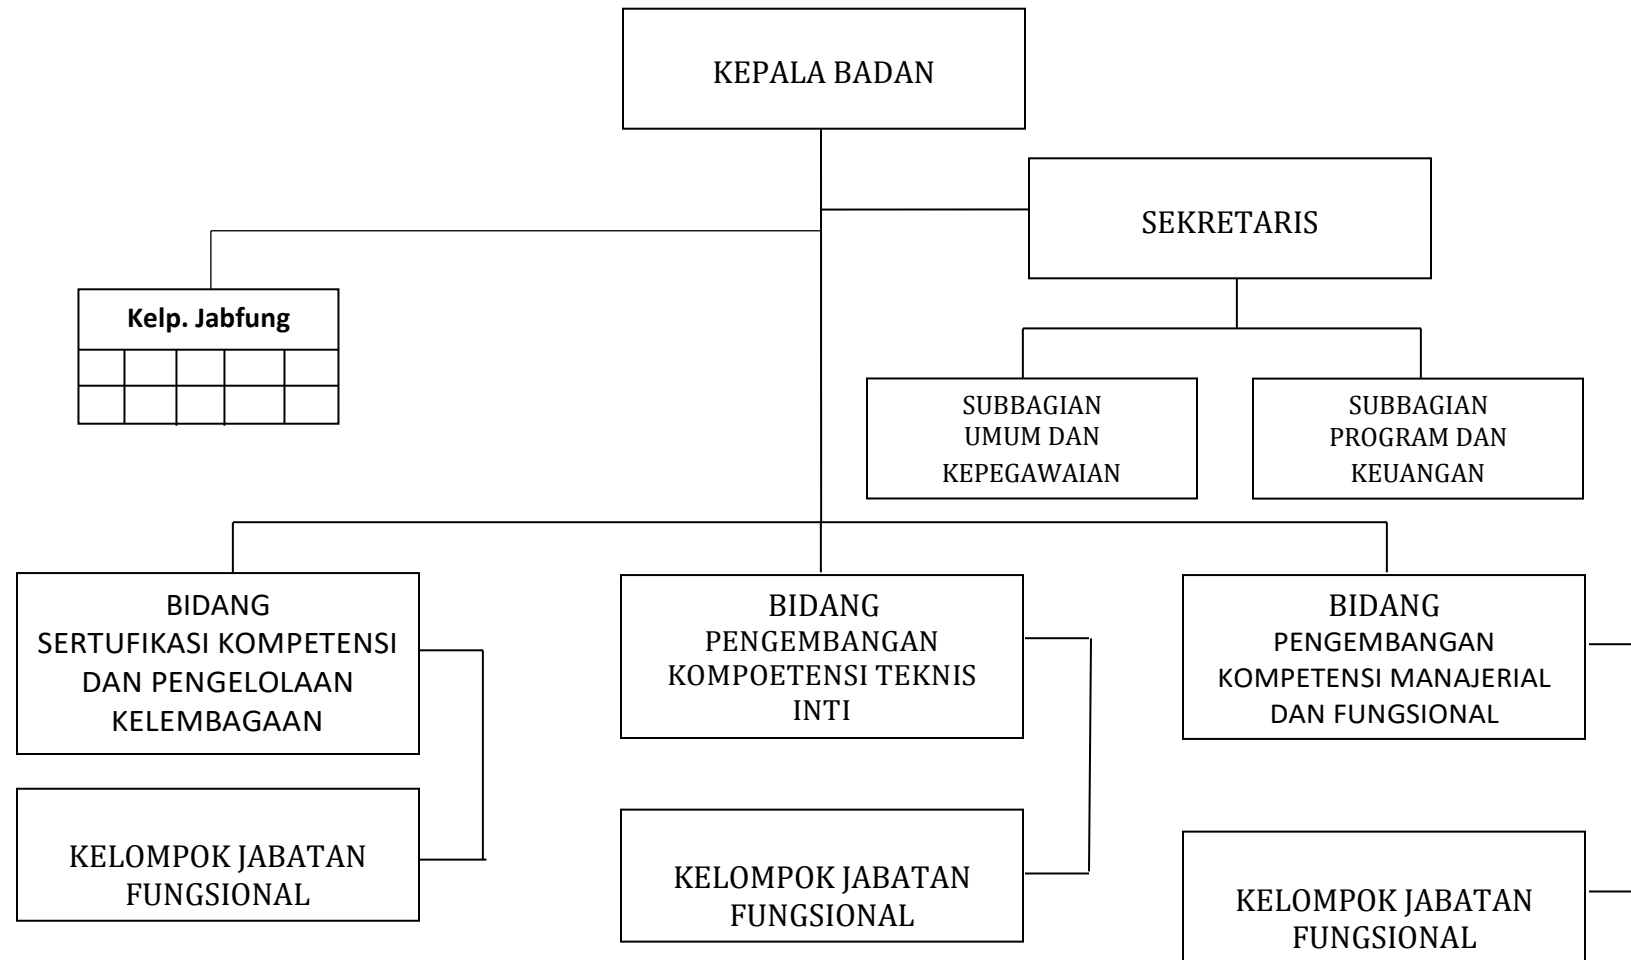 KEPALA BADAN
SEKRETARIS
Kelp. Jabfung
SUBBAGIAN
UMUM DAN
KEPEGAWAIAN
SUBBAGIAN
PROGRAM DAN
KEUANGAN
BIDANG
SERTUFIKASI KOMPETENSI
DAN PENGELOLAAN
KELEMBAGAAN
BIDANG
PENGEMBANGAN
KOMPOETENSI TEKNIS
INTI
BIDANG
PENGEMBANGAN
KOMPETENSI MANAJERIAL
DAN FUNGSIONAL
KELOMPOK JABATAN
FUNGSIONAL
KELOMPOK JABATAN
FUNGSIONAL
KELOMPOK JABATAN
FUNGSIONAL